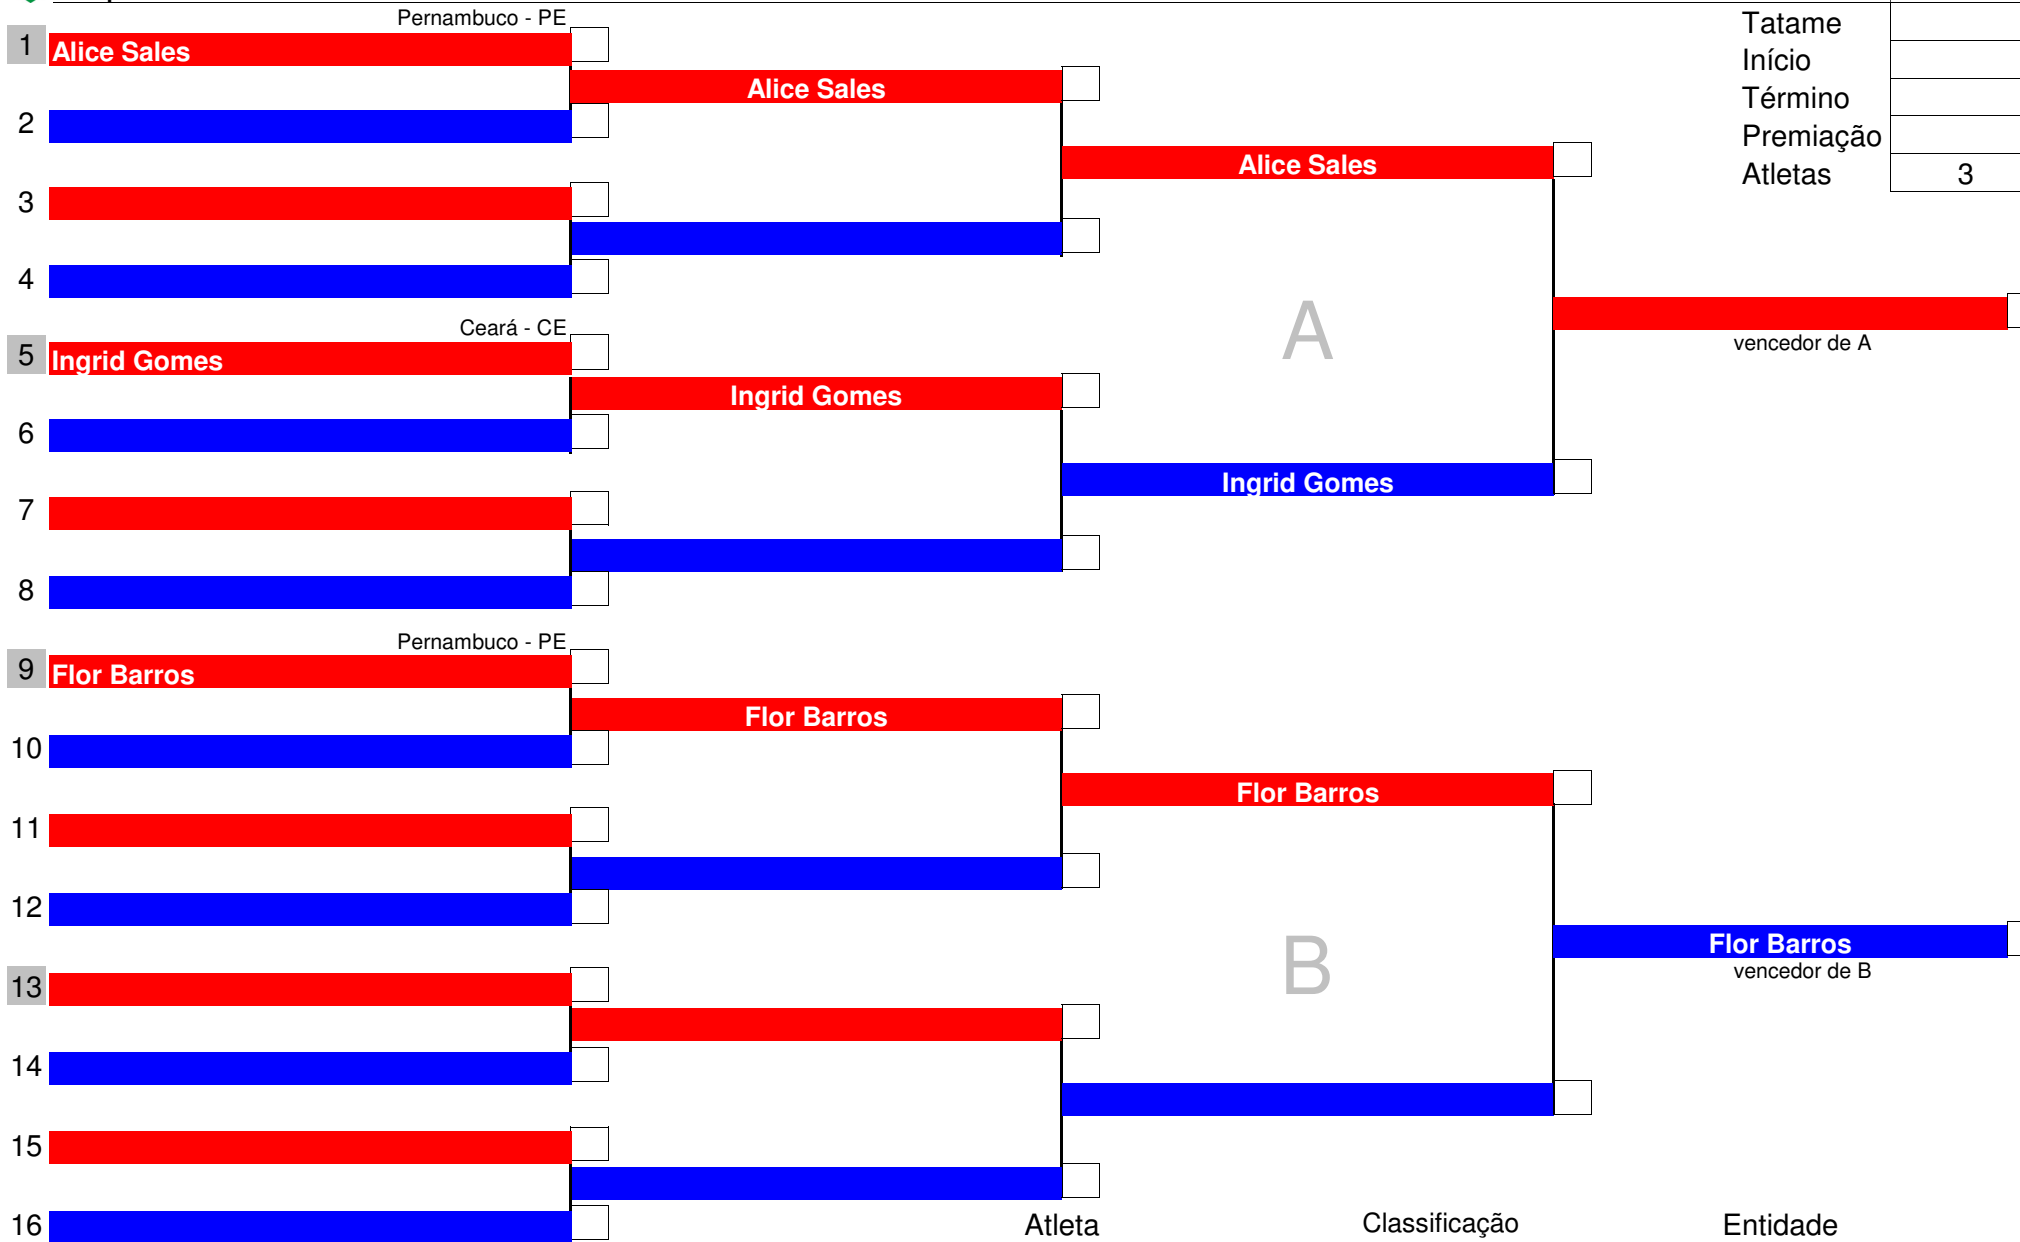 Pernambuco - PE
Tatame
1 Alice Sales
Alice Sales
Início
Término
2
Premiação
Alice Sales
Atletas 3
3
4
Ceará - CE
A
vencedor de A
5 Ingrid Gomes
Ingrid Gomes
6
Ingrid Gomes
7
8
Pernambuco - PE
9 Flor Barros
Flor Barros
10
Flor Barros
11
12
B
Flor Barros
vencedor de B
13
14
15
16
Atleta Classificação Entidade